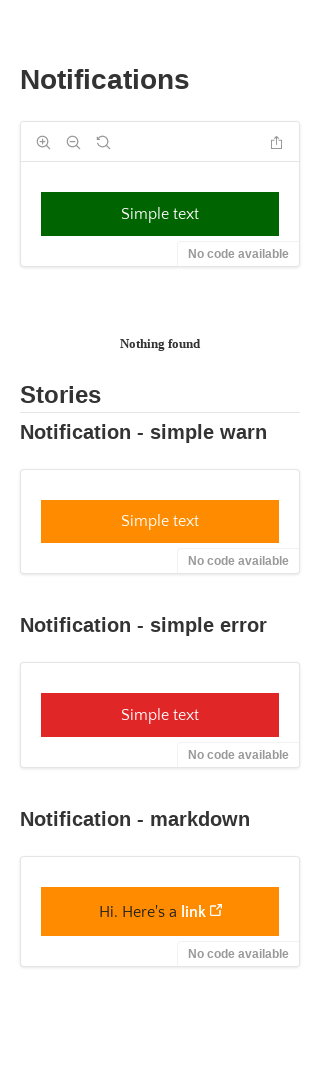 Notifications
Simple text
No code available
Nothing found
Stories
Notification - simple warn
Simple text
No code available
Notification - simple error
Simple text
No code available
Notification - markdown
Hi. Here's a link
No code available